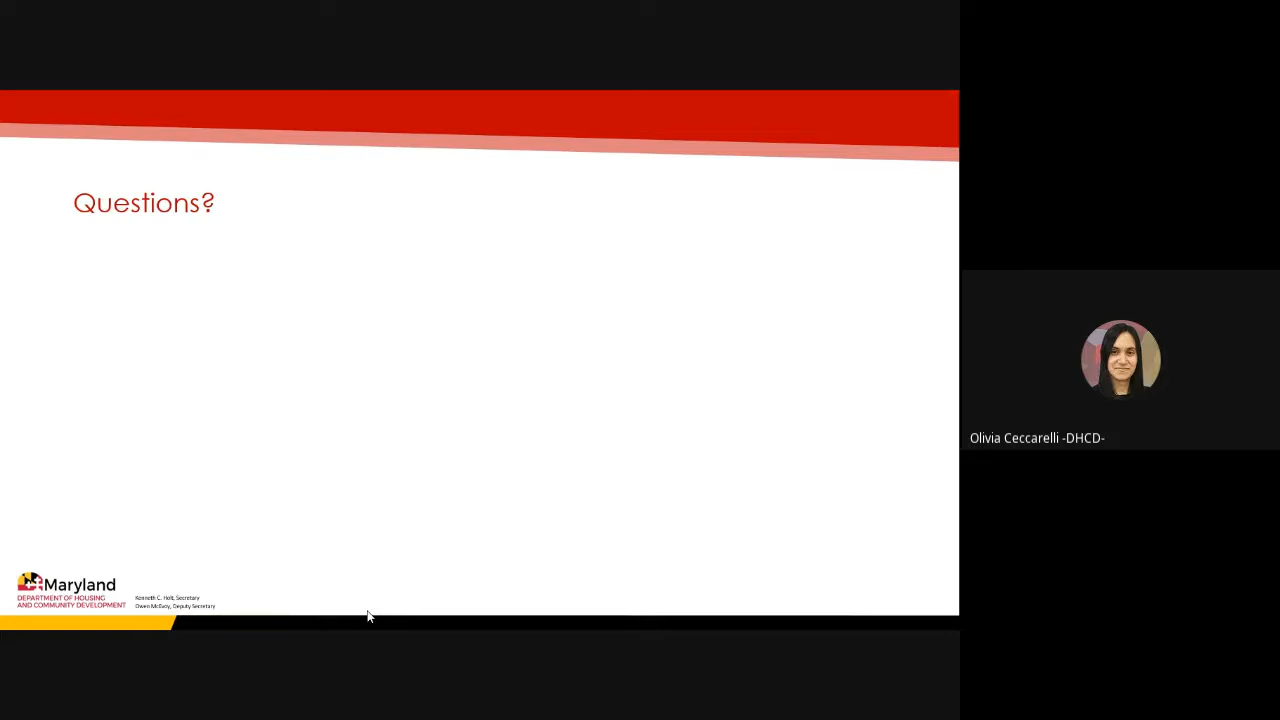 Questions?
Maryland
DEPARTMENT OF HOUSING
AND COMMUNITY DEVELOPMENT
Kenneth C. Holt, Secretary
Owen McEvoy, Deputy Secretary
Olivia Ceccarelli -DHCD-